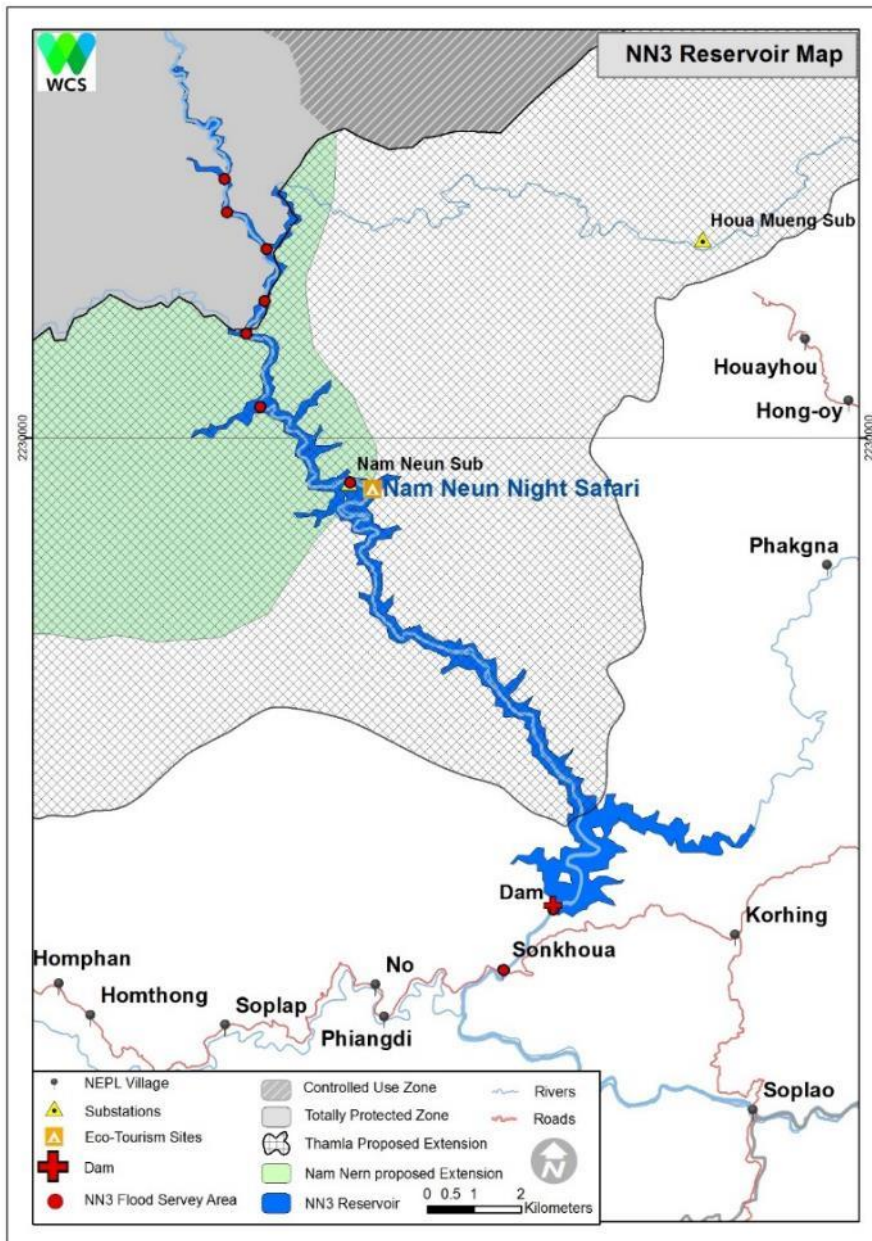 WCS
NN3 Reservoir Map
Houa Mueng Sub
Houayhou
Hong-oy
2230000
2230000
Nam Neun Sub
Nam Neun Night Safari
Phakgna
Dam
Korhing
Sonkhoua
Homphan
No
Homthong
Soplap
Phiangdi
Soplao
NEPL Village
Substations
Eco-Tourism Sites
Dam
NN3 Flood Servey Area
Controlled Use Zone
Totally Protected Zone
Thamla Proposed Extension
Nam Nern proposed Extension
NN3 Reservoir
Rivers
Roads
N
0 0.5 1 2
Kilometers